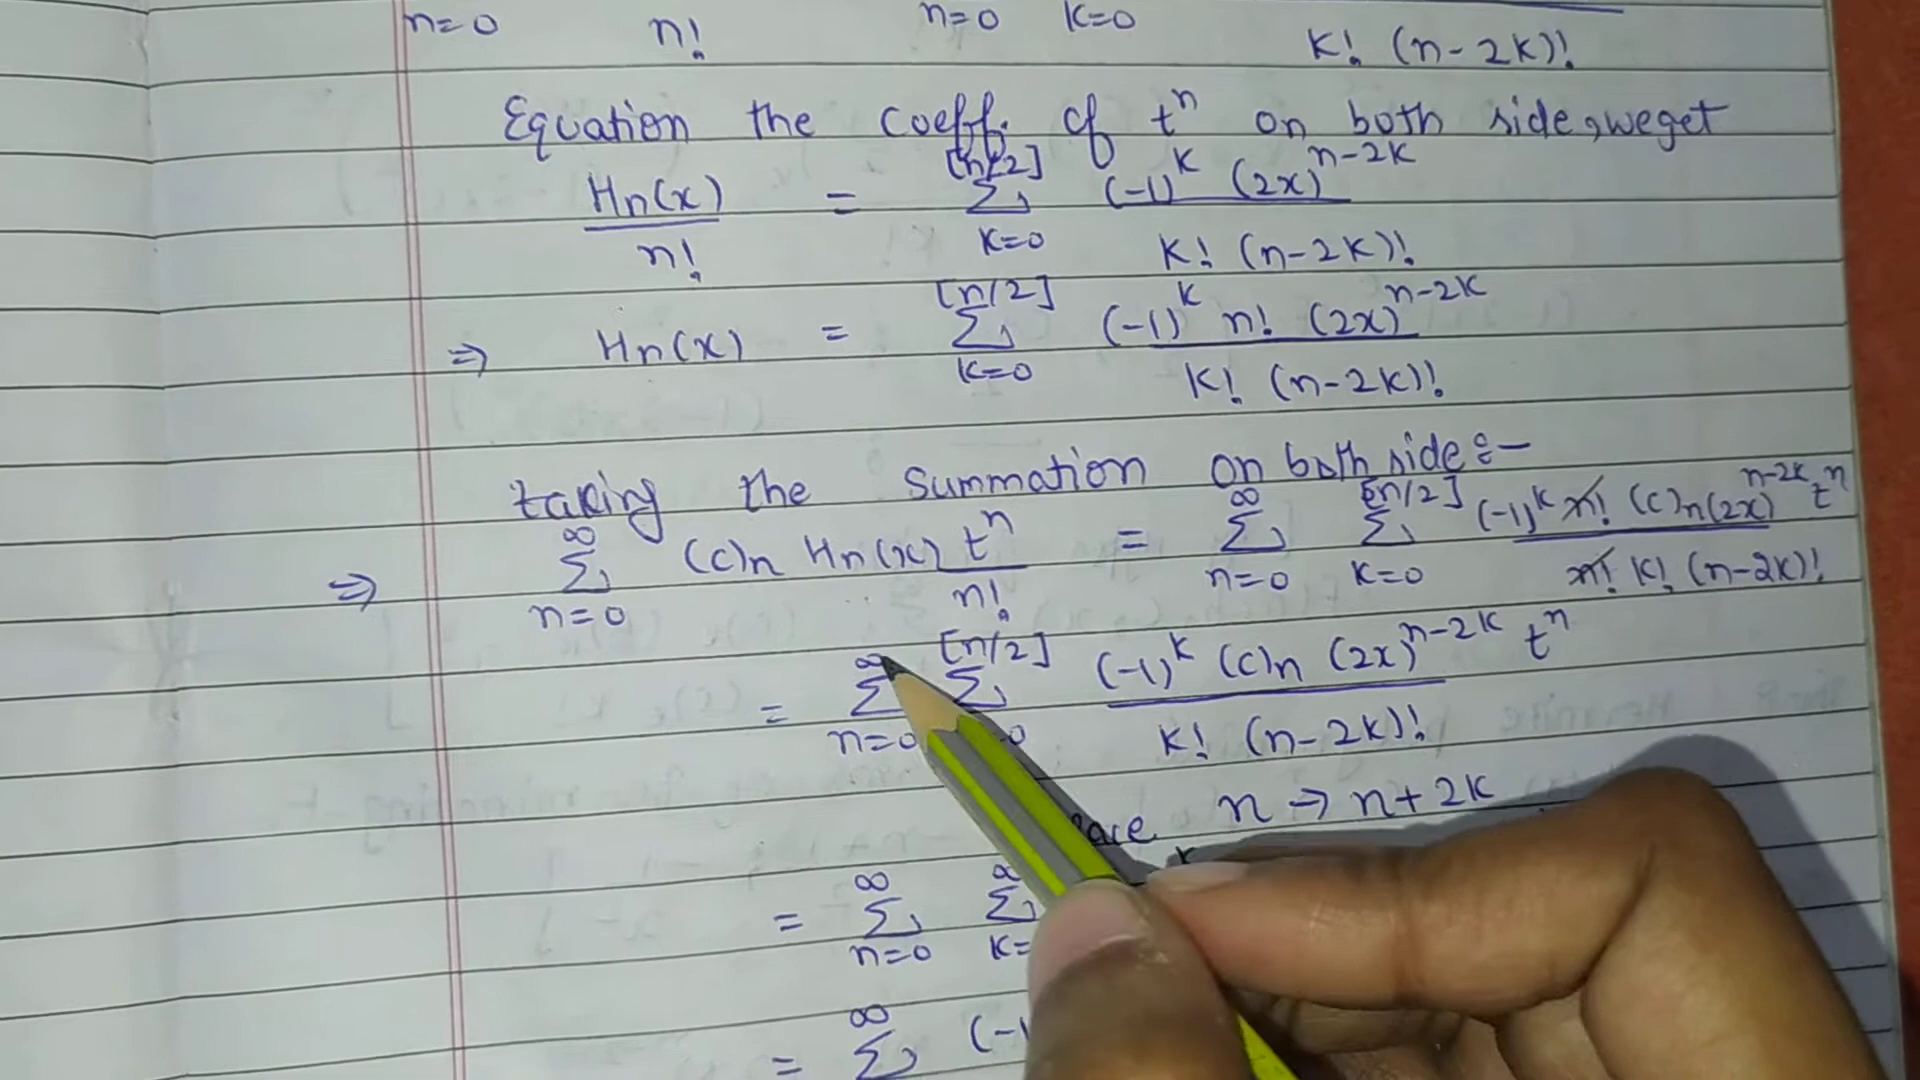 n=0 n! n=0 K=0 K! (n-2K)!
Equation the coeff. of t^n on both side, we get
Hn(x)/n! = Σ_{K=0}^{[n/2]} (-1)^K (2x)^{n-2K} / K! (n-2K)!
⇒ Hn(x) = Σ_{K=0}^{[n/2]} (-1)^K n! (2x)^{n-2K} / K! (n-2K)!
taking the summation on both side:-
⇒ Σ_{n=0}^{∞} (c)n Hn(x) t^n / n! = Σ_{n=0}^{∞} Σ_{K=0}^{[n/2]} (-1)^K n! (c)n (2x)^{n-2K} t^n / n! K! (n-2K)!
= Σ_{n=0}^{∞} Σ^{[n/2]} (-1)^K (c)n (2x)^{n-2K} t^n / K! (n-2K)!
n → n+2K
= Σ_{n=0}^{∞} Σ_{K=}
= Σ^{∞} (-1